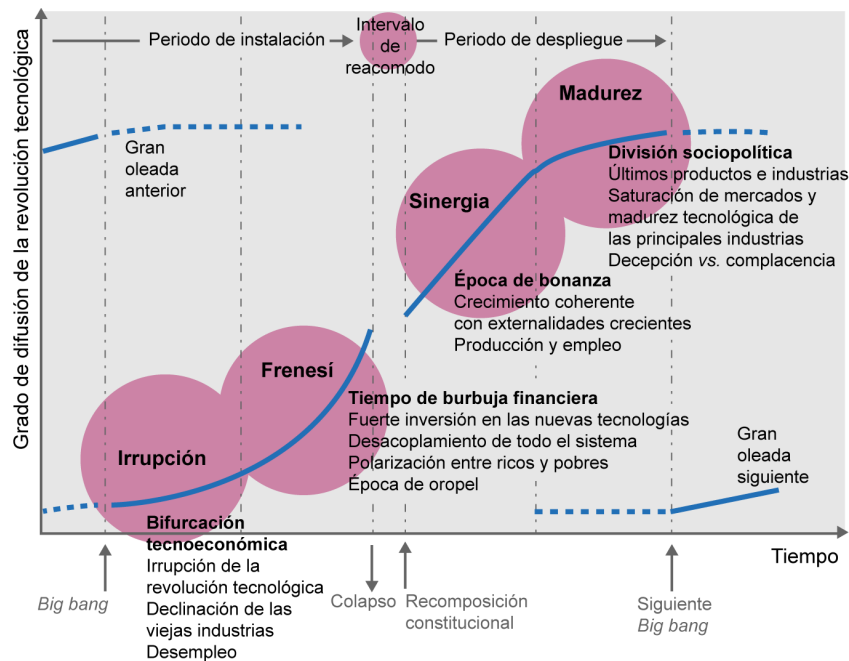 Grado de difusión de la revolución tecnológica
Periodo de instalación
Intervalo
de
reacomodo
Periodo de despliegue
Gran
oleada
anterior
Madurez
División sociopolítica
Últimos productos e industrias
Saturación de mercados y
madurez tecnológica de
las principales industrias
Decepción vs. complacencia
Sinergia
Época de bonanza
Crecimiento coherente
con externalidades crecientes
Producción y empleo
Frenesí
Tiempo de burbuja financiera
Fuerte inversión en las nuevas tecnologías
Desacoplamiento de todo el sistema
Polarización entre ricos y pobres
Época de oropel
Irrupción
Bifurcación
tecnoeconómica
Irrupción de la
revolución tecnológica
Declinación de las
viejas industrias
Desempleo
Gran
oleada
siguiente
Tiempo
Big bang
Colapso
Recomposición
constitucional
Siguiente
Big bang